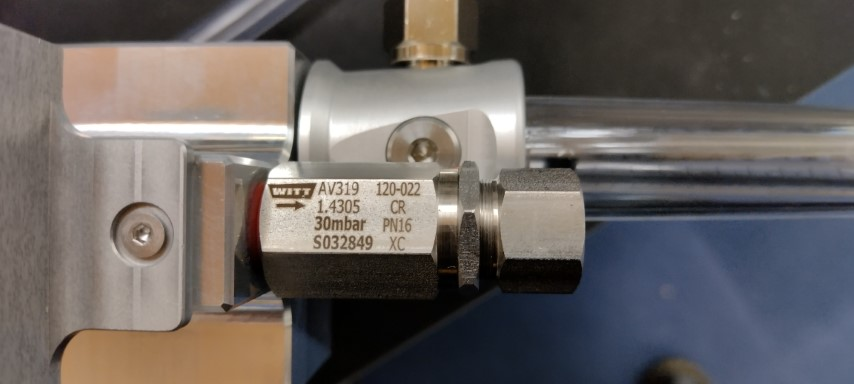 WITT AV319 120-022
→ 1.4305 CR
30mbar PN16
S032849 XC